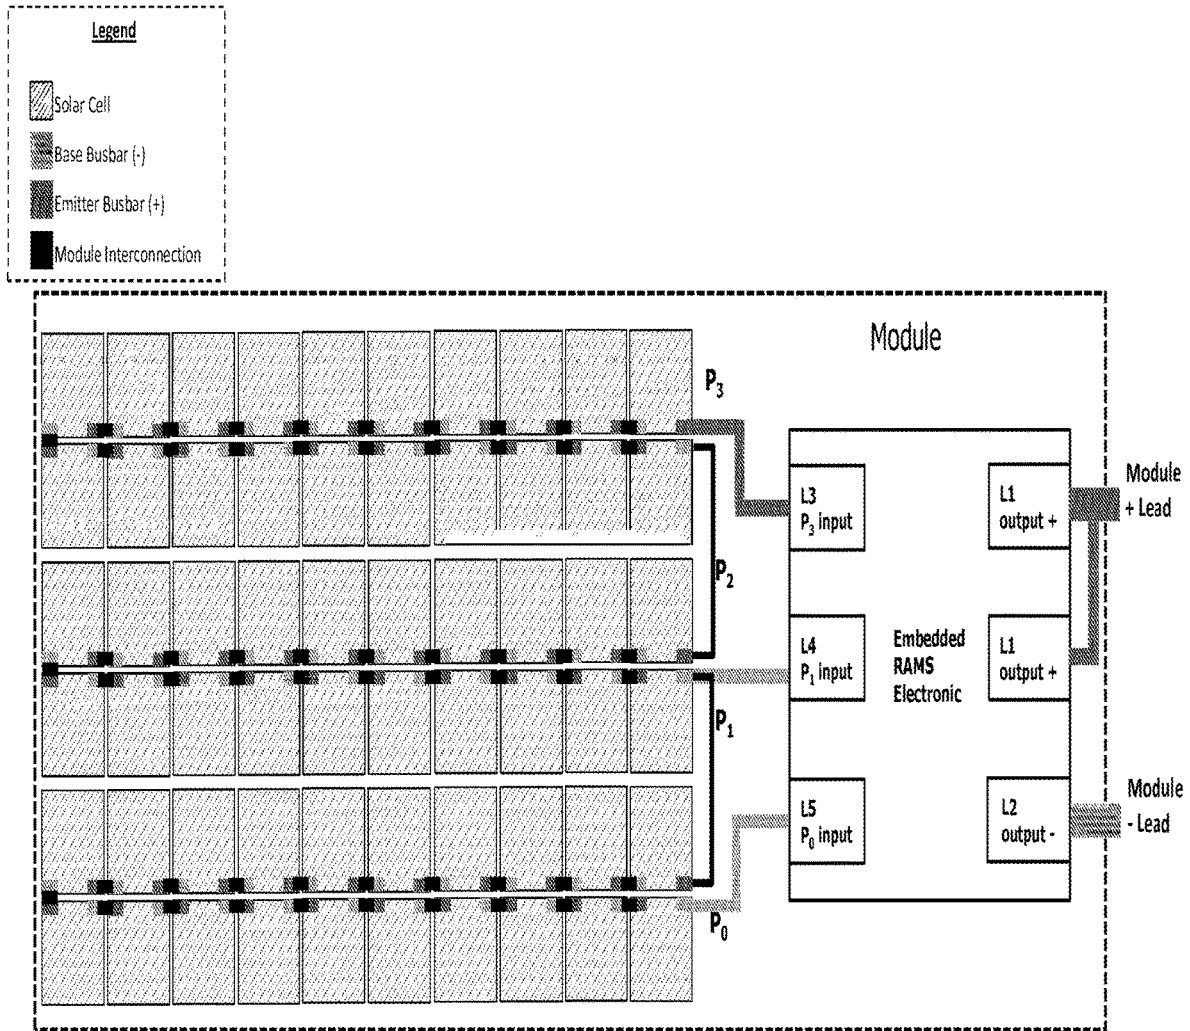 Legend
Solar Cell
Base Busbar (-)
Emitter Busbar (+)
Module Interconnection
Module
P3
P2
P1
P0
L3
P3 input
L4
P1 input
L5
P0 input
Embedded
RAMS
Electronic
L1
output +
L1
output +
L2
output -
Module
+ Lead
Module
- Lead